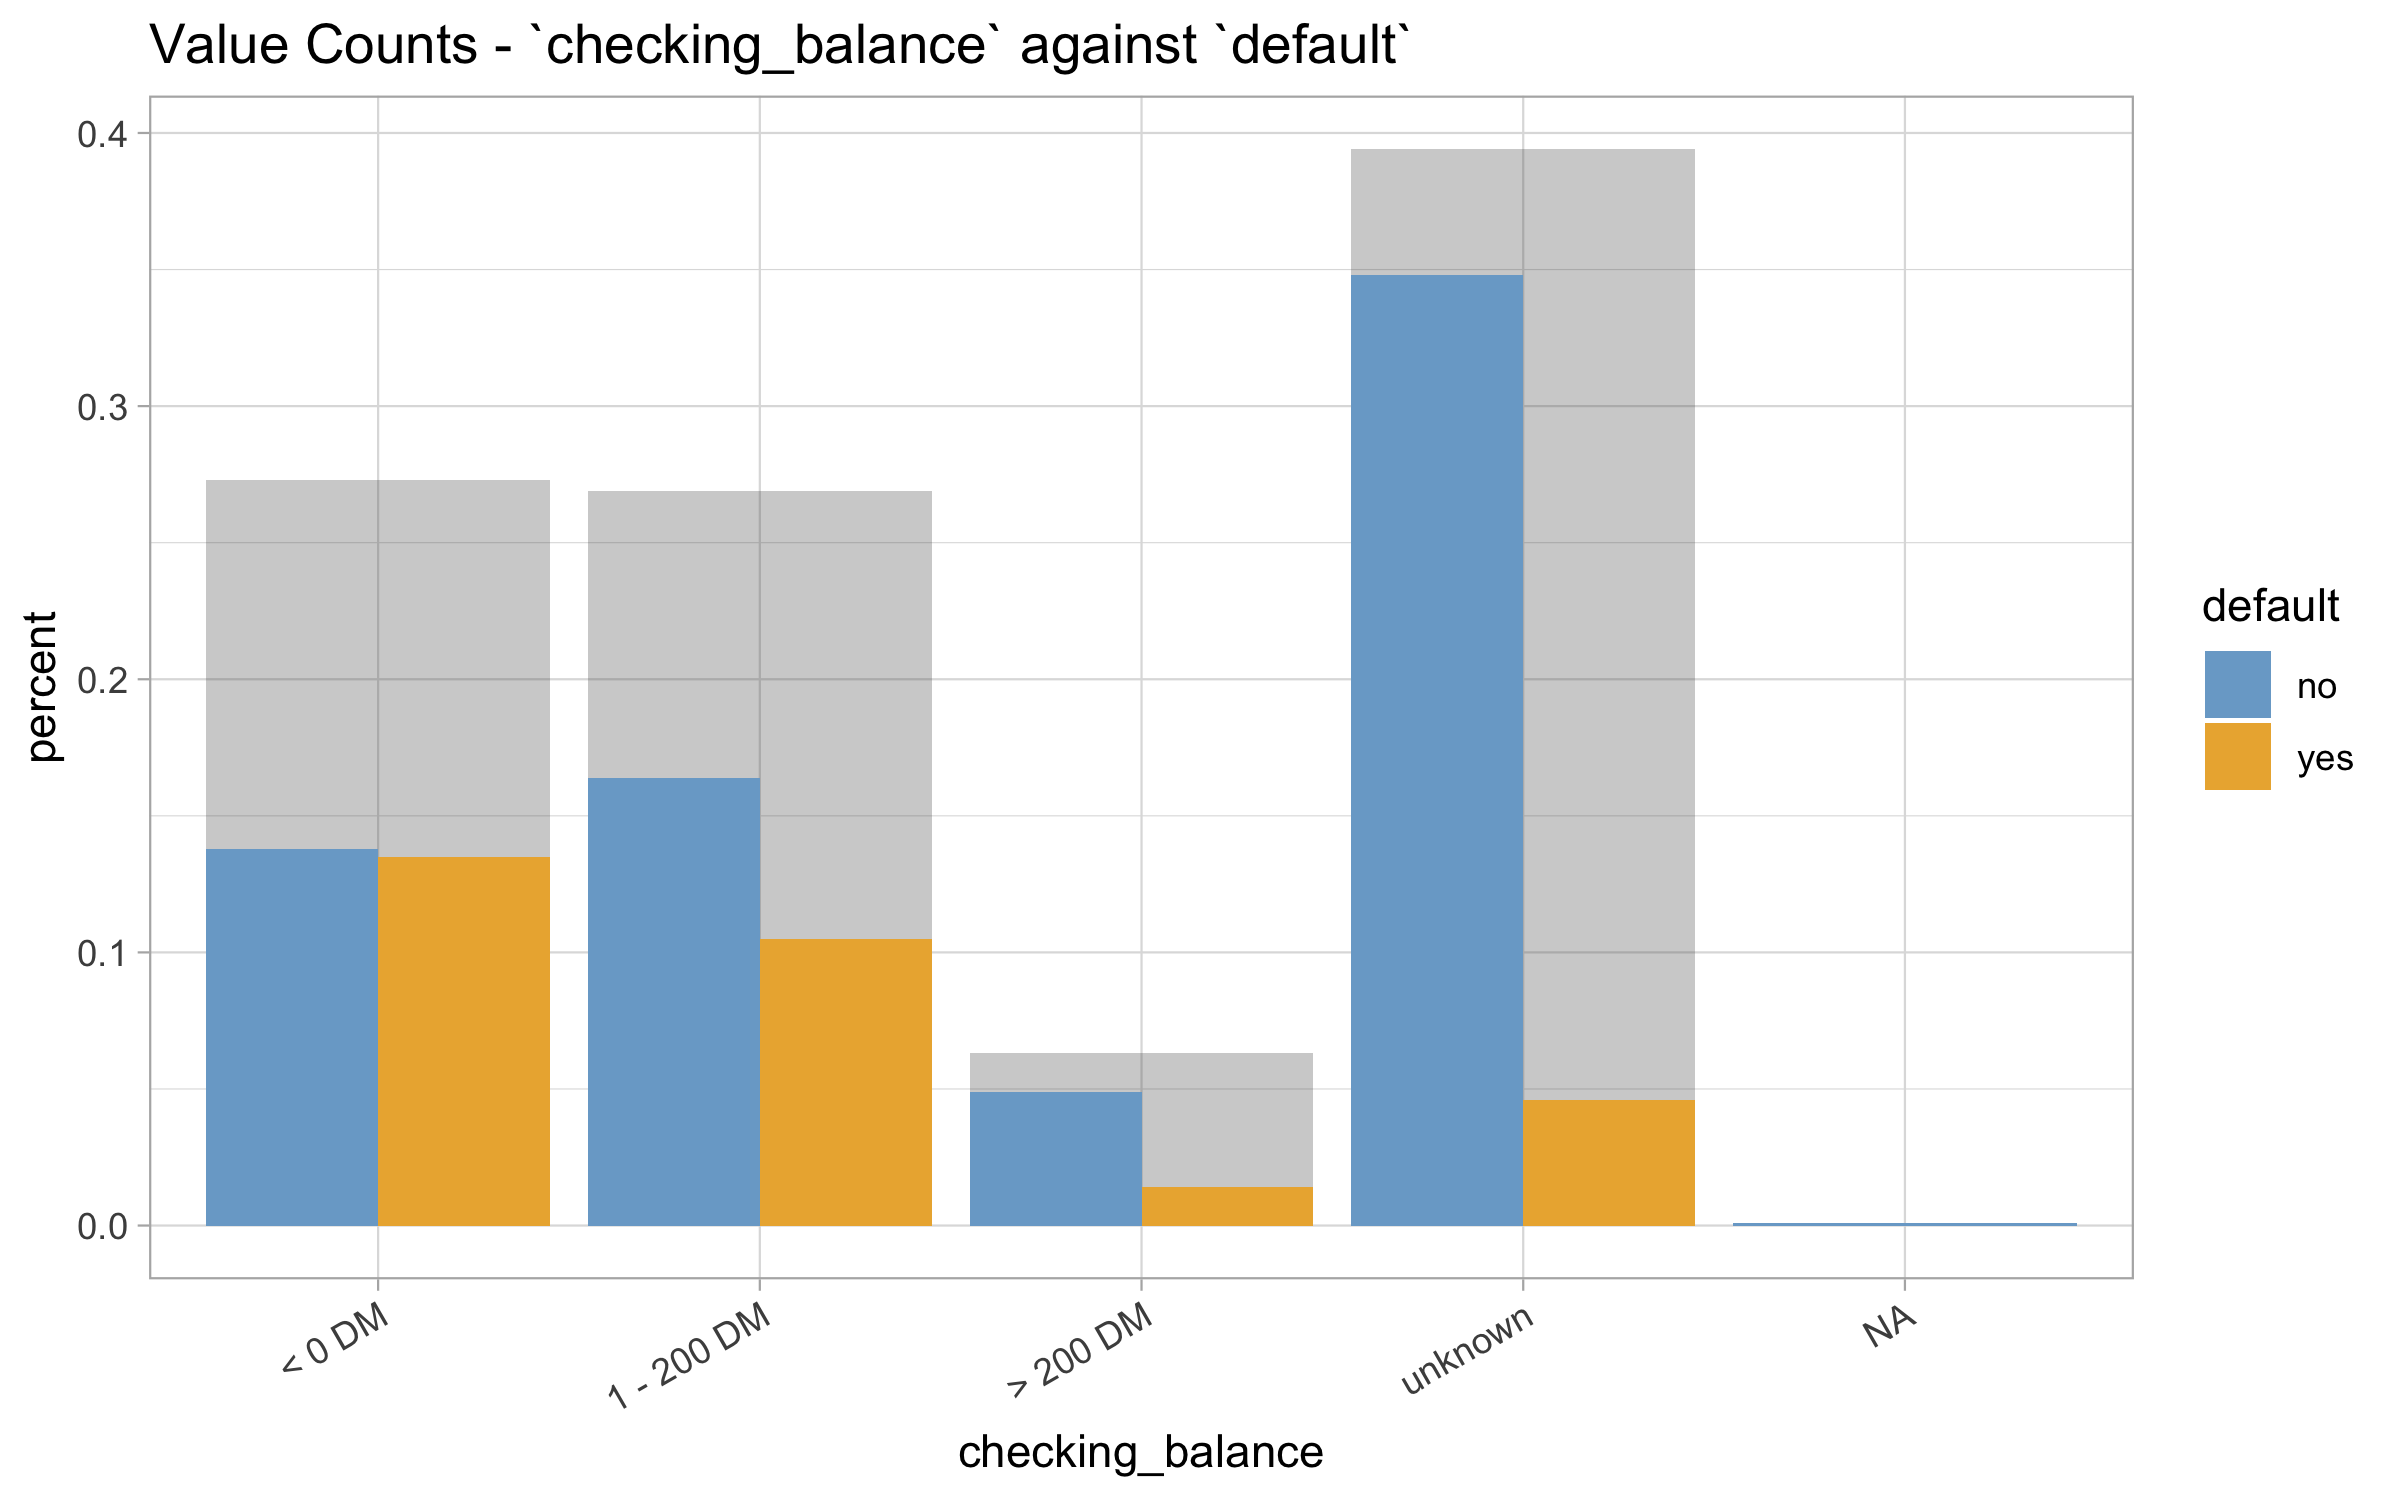 Value Counts - `checking_balance` against `default`
0.4
0.3
0.2
0.1
0.0
percent
< 0 DM
1 - 200 DM
> 200 DM
unknown
NA
checking_balance
default
no
yes